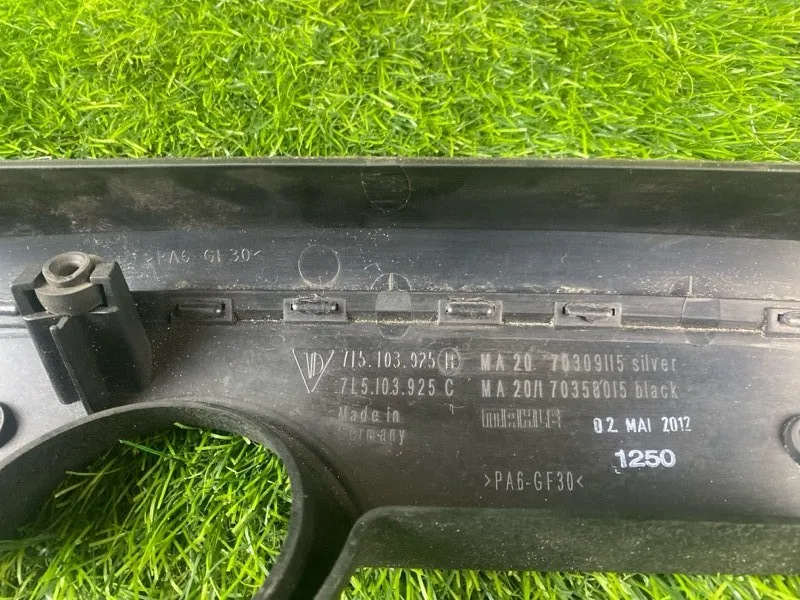 >PA6 GF30<
7L5.103.925 H MA 20 70309115 silver
7L5.103.925 C MA 20/1 70358015 black
Made in
Germany
02. MAI 2012
1250
>PA6-GF30<